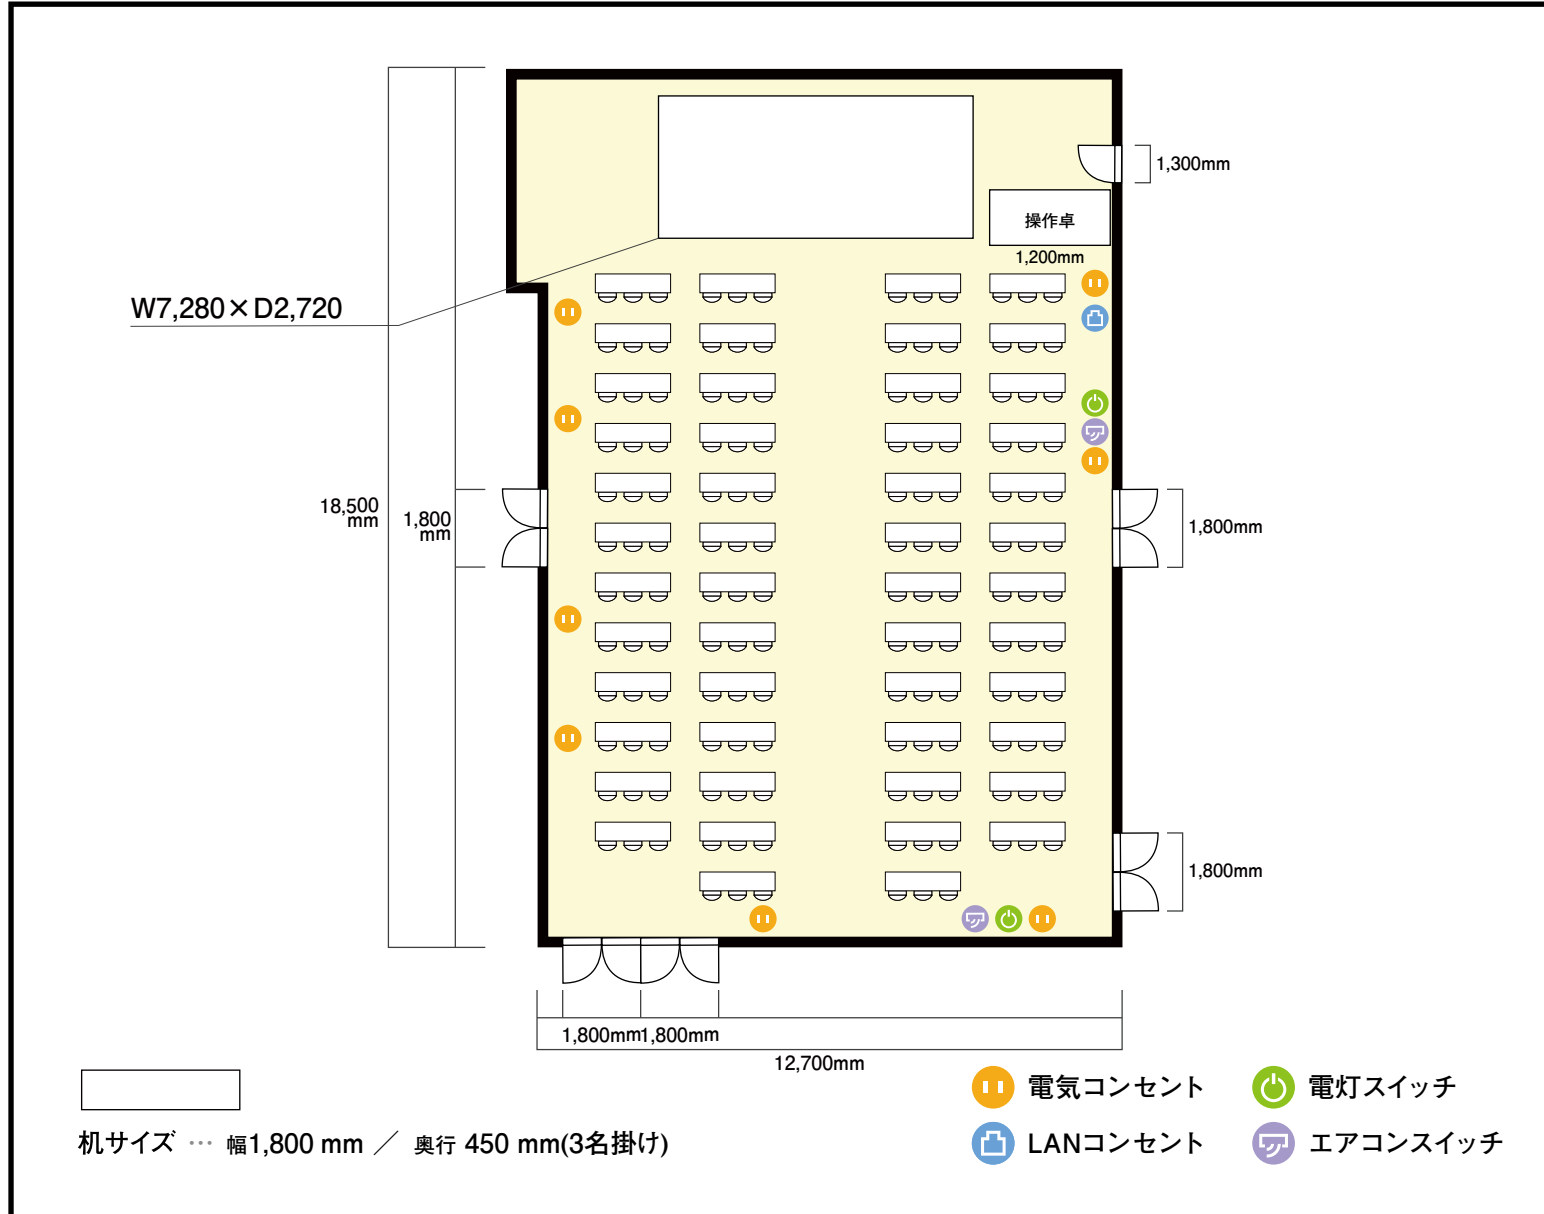 1,300mm
操作卓
1,200mm
W7,280×D2,720
18,500
mm
1,800
mm
1,800mm
1,800mm
1,800mm
1,800mm
12,700mm
電気コンセント
電灯スイッチ
机サイズ … 幅1,800 mm ／ 奥行 450 mm(3名掛け)
LANコンセント
エアコンスイッチ